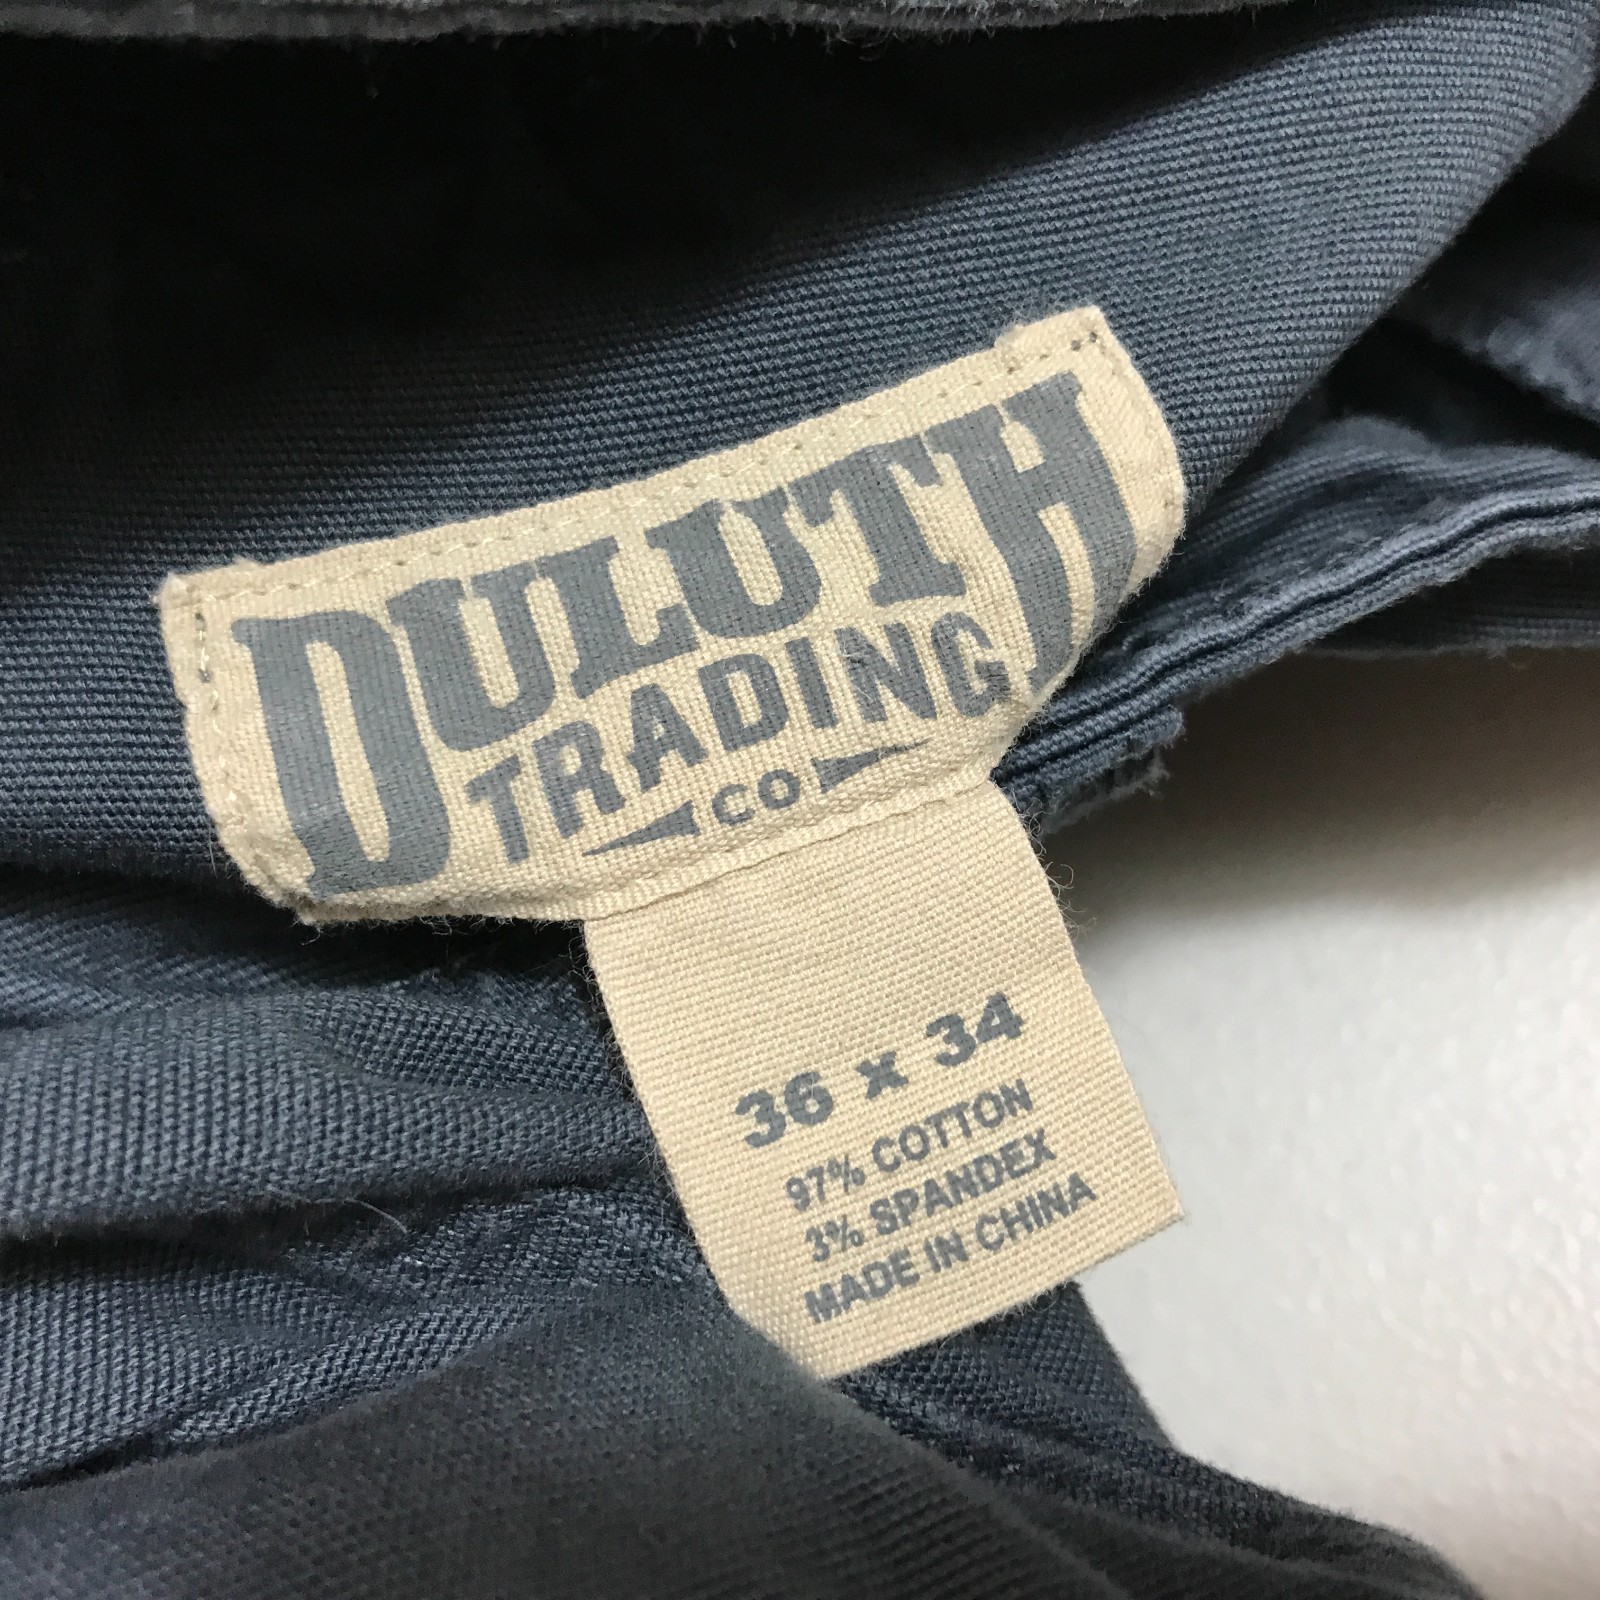 DULUTH
TRADING
CO
36 x 34
97% COTTON
3% SPANDEX
MADE IN CHINA